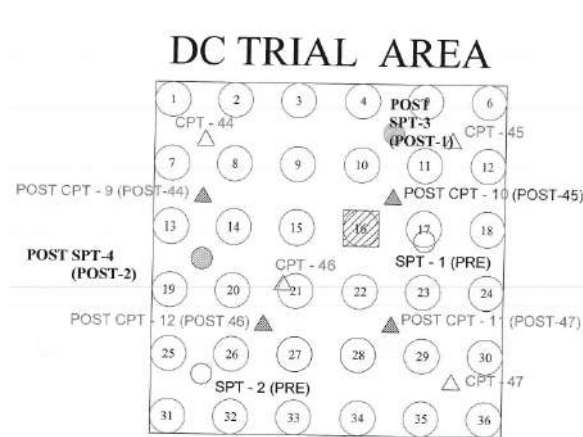 DC TRIAL AREA
1 2 3 4 5 6
POST
SPT-3
(POST-1)
CPT - 44
CPT - 45
7 8 9 10 11 12
POST CPT - 9 (POST-44)
POST CPT - 10 (POST-45)
13 14 15 16 17 18
POST SPT-4
(POST-2)
SPT - 1 (PRE)
CPT - 46
19 20 21 22 23 24
POST CPT - 12 (POST 46)
POST CPT - 11 (POST-47)
25 26 27 28 29 30
SPT - 2 (PRE)
CPT - 47
31 32 33 34 35 36